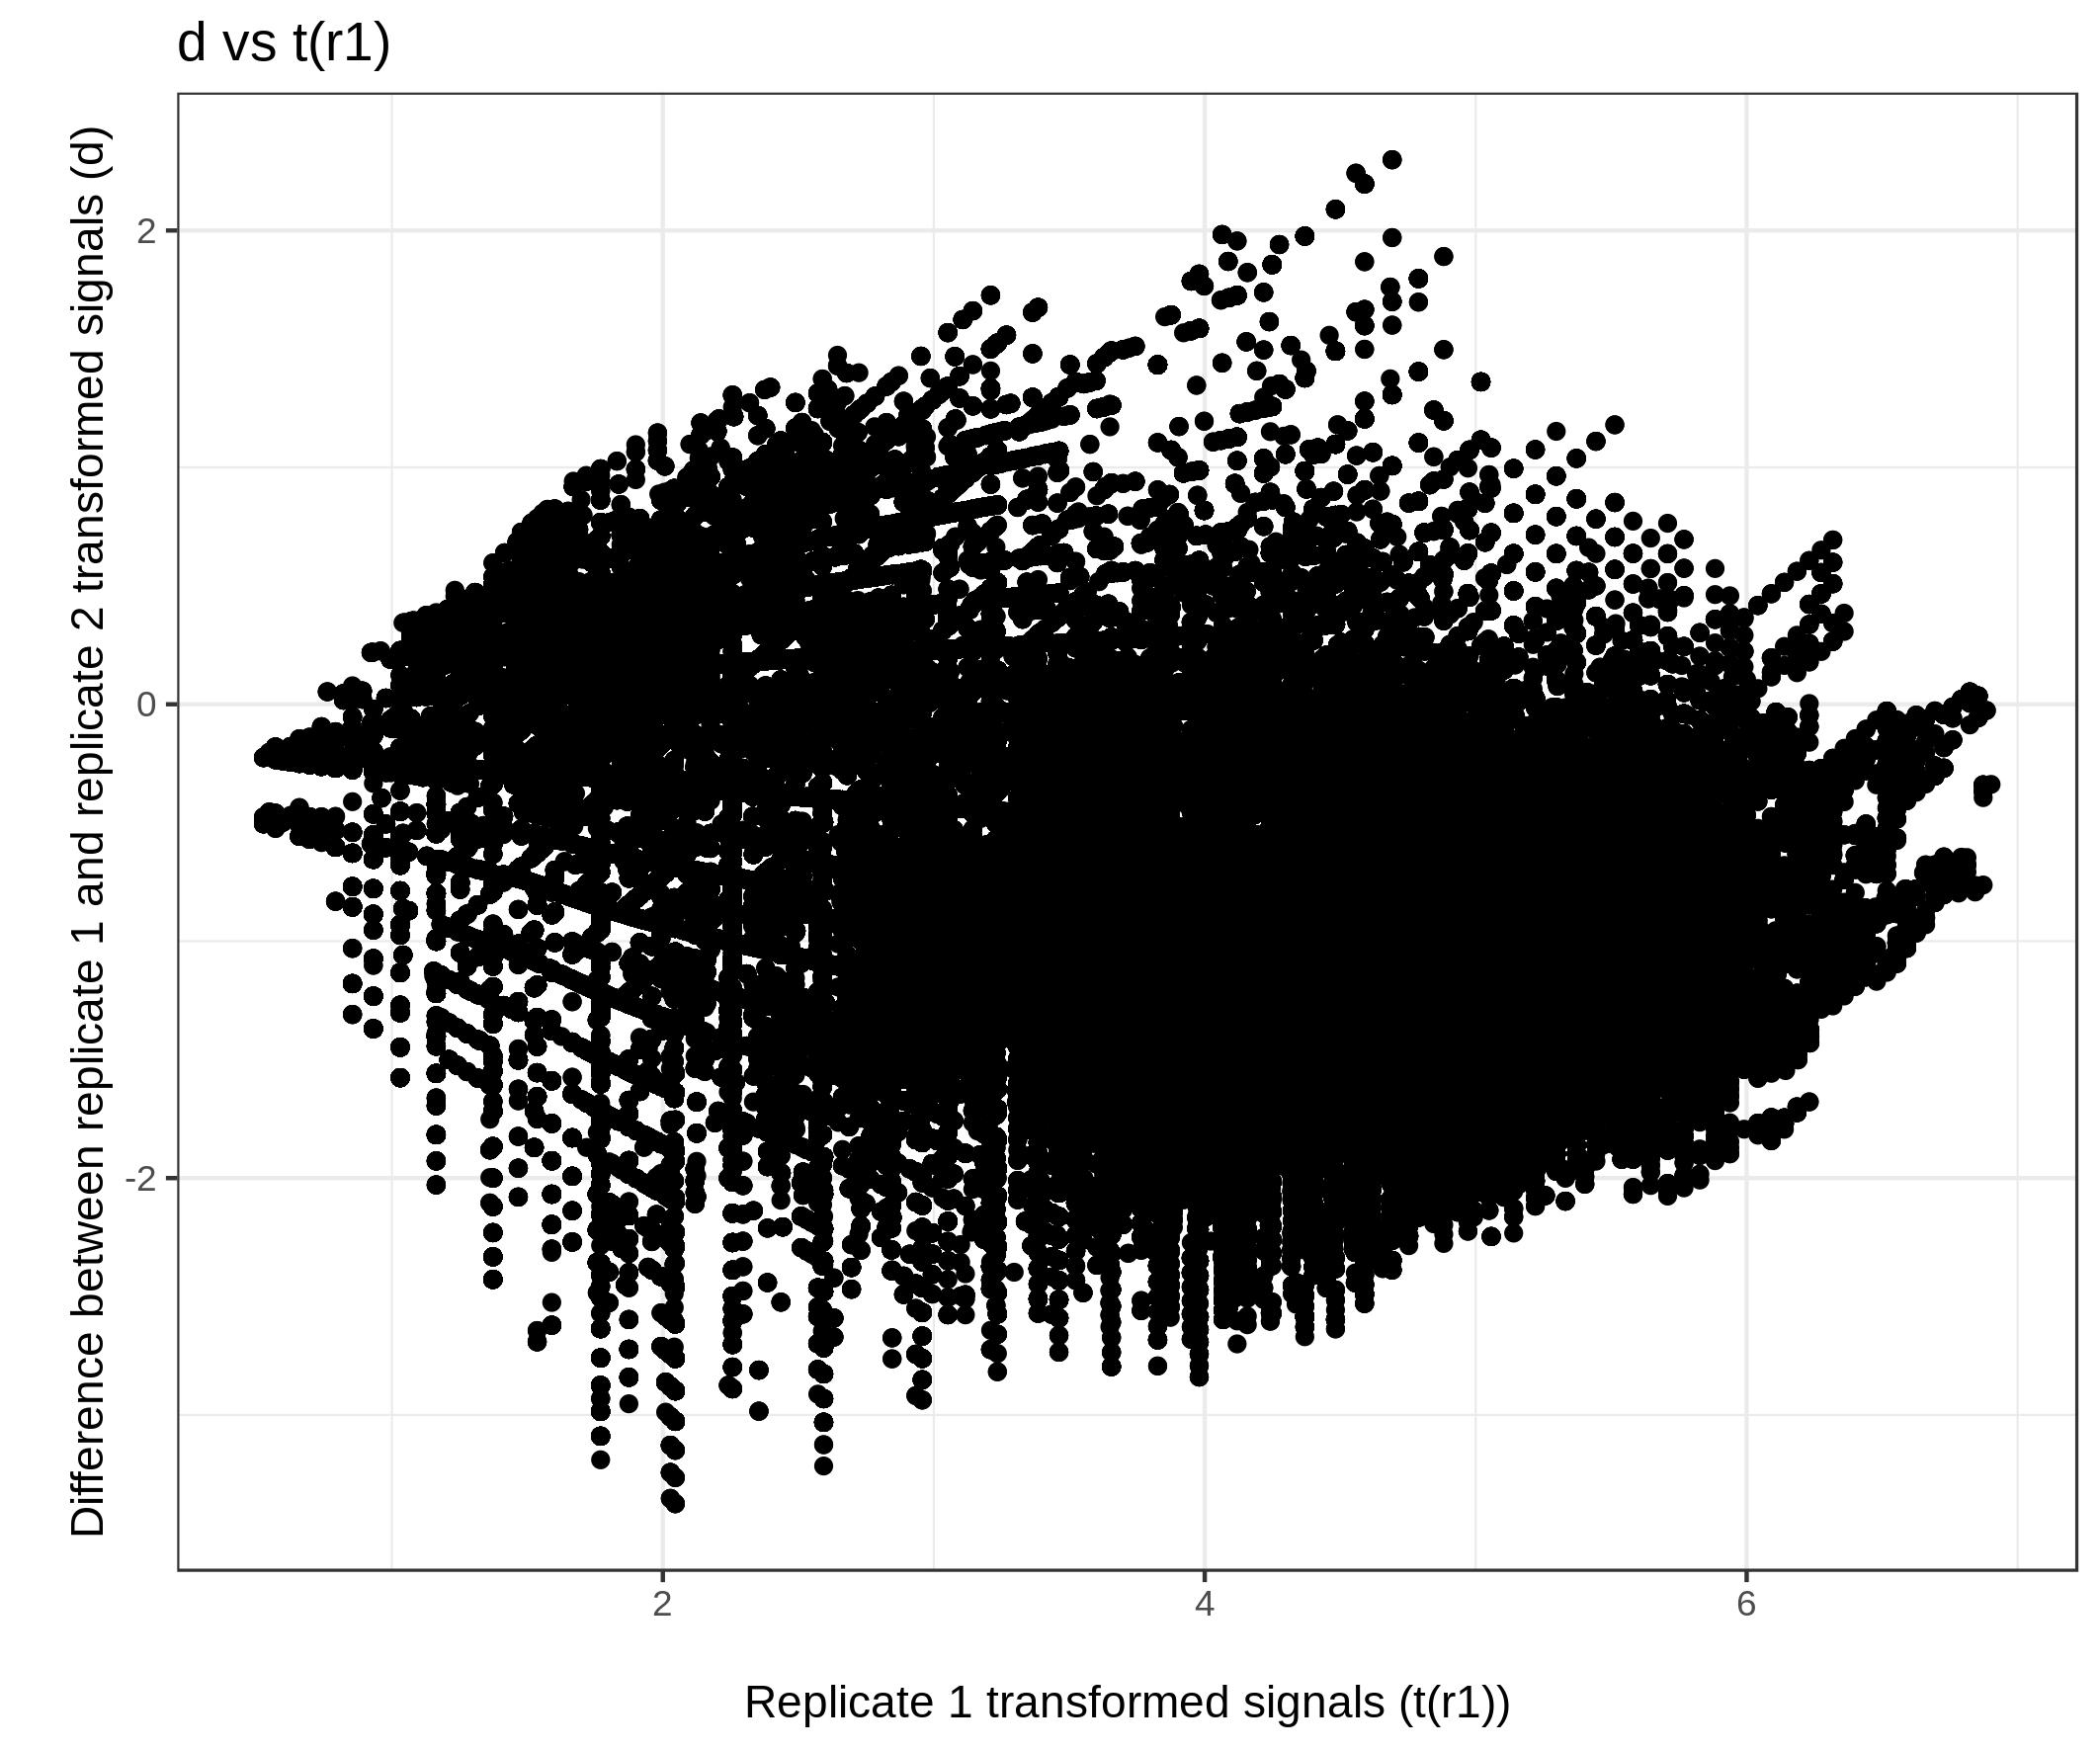 d vs t(r1)
Difference between replicate 1 and replicate 2 transformed signals (d)
2
0
-2
2
4
6
Replicate 1 transformed signals (t(r1))